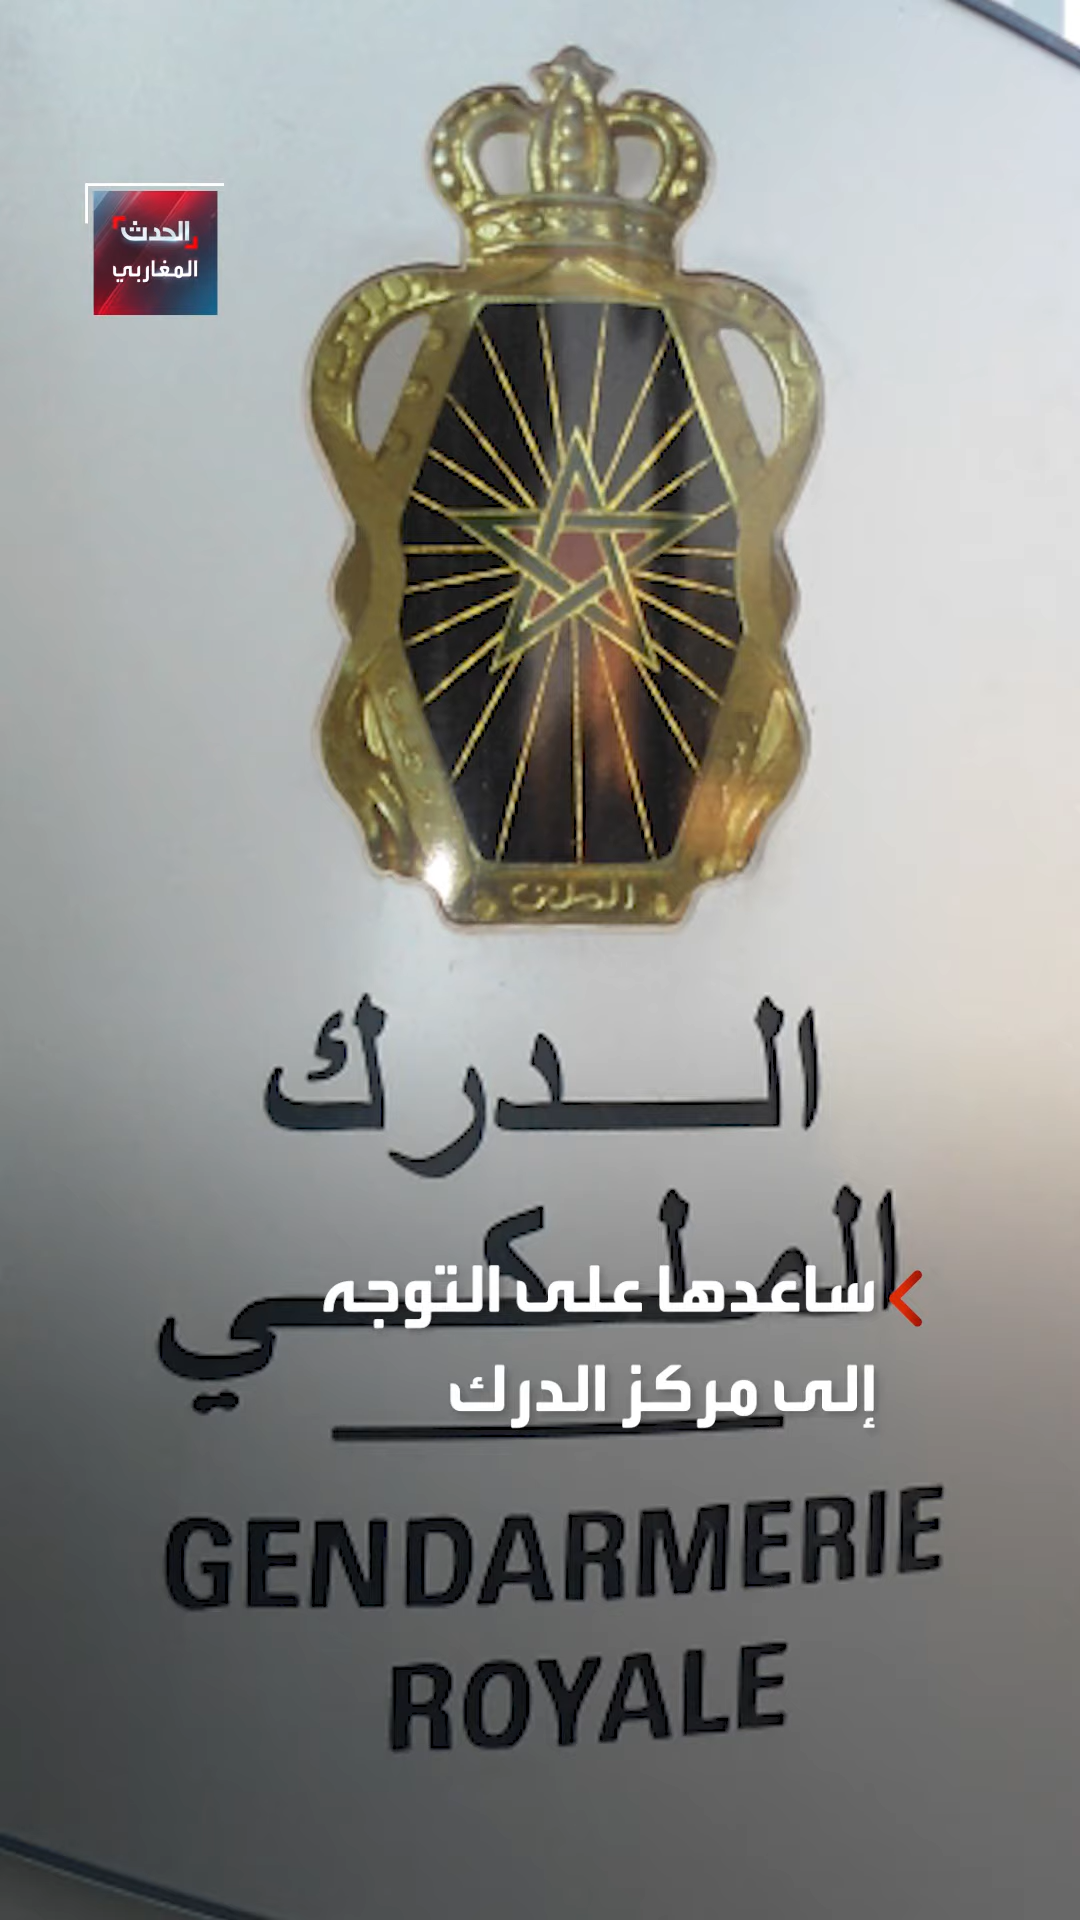 الحدث
المغاربي
الدرك
الملكي
ساعدها على التوجه
إلى مركز الدرك
GENDARMERIE
ROYALE